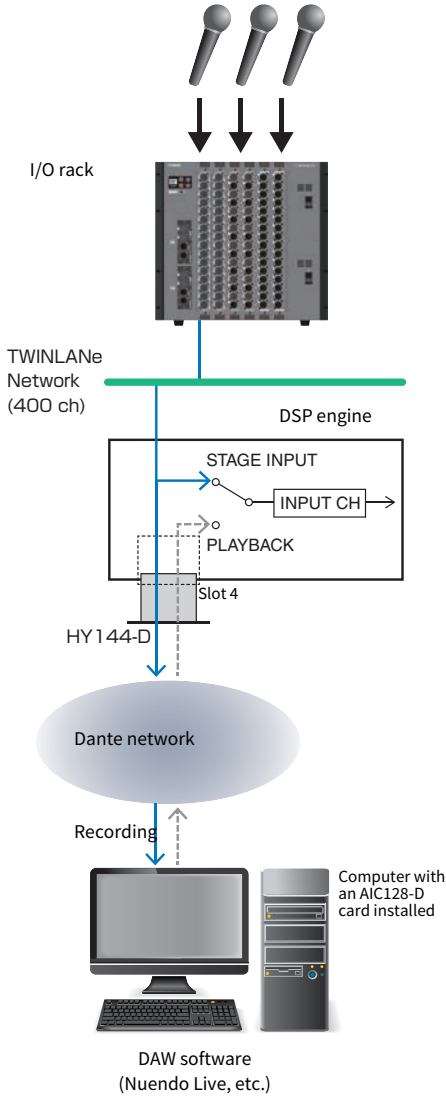 I/O rack
TWINLANe
Network
(400 ch)
DSP engine
STAGE INPUT
INPUT CH
PLAYBACK
Slot 4
HY144-D
Dante network
Recording
Computer with
an AIC128-D
card installed
DAW software
(Nuendo Live, etc.)